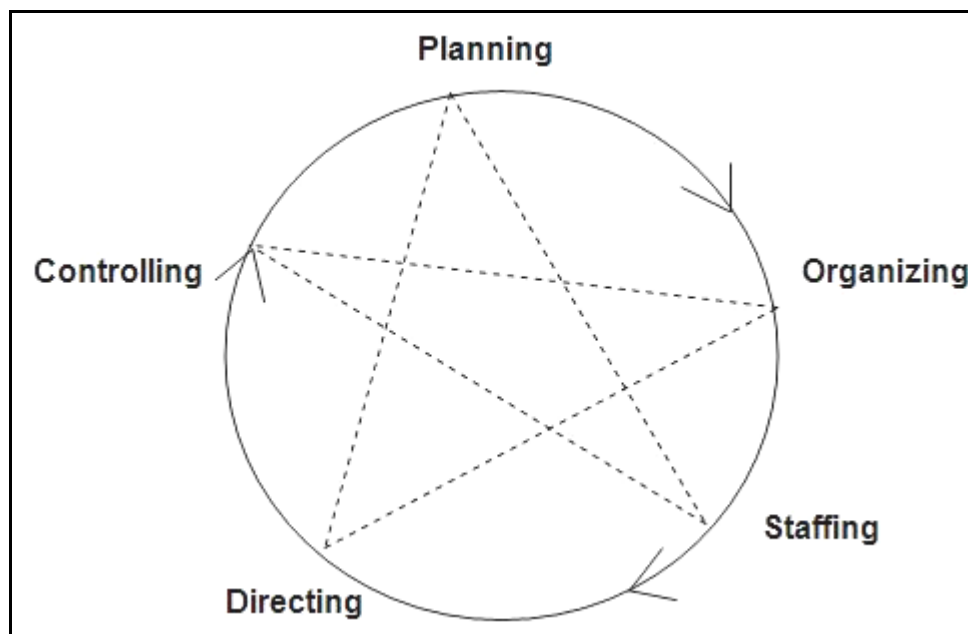 Planning
Controlling
Organizing
Staffing
Directing